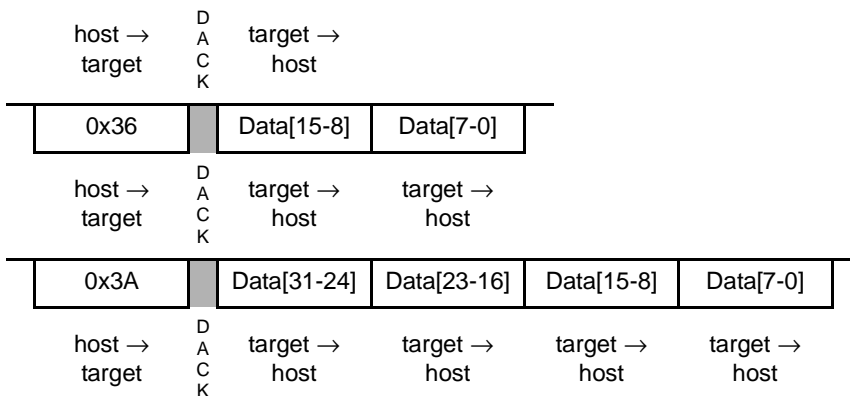 host → target D A C K target → host
0x36 Data[15-8] Data[7-0]
host → target D A C K target → host target → host
0x3A Data[31-24] Data[23-16] Data[15-8] Data[7-0]
host → target D A C K target → host target → host target → host target → host